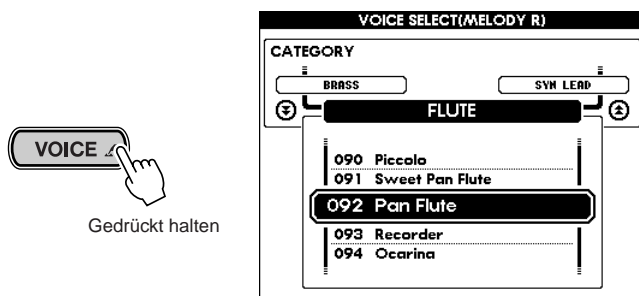 VOICE
Gedrückt halten
VOICE SELECT(MELODY R)
CATEGORY
BRASS
SYN LEAD
FLUTE
090 Piccolo
091 Sweet Pan Flute
092 Pan Flute
093 Recorder
094 Ocarina